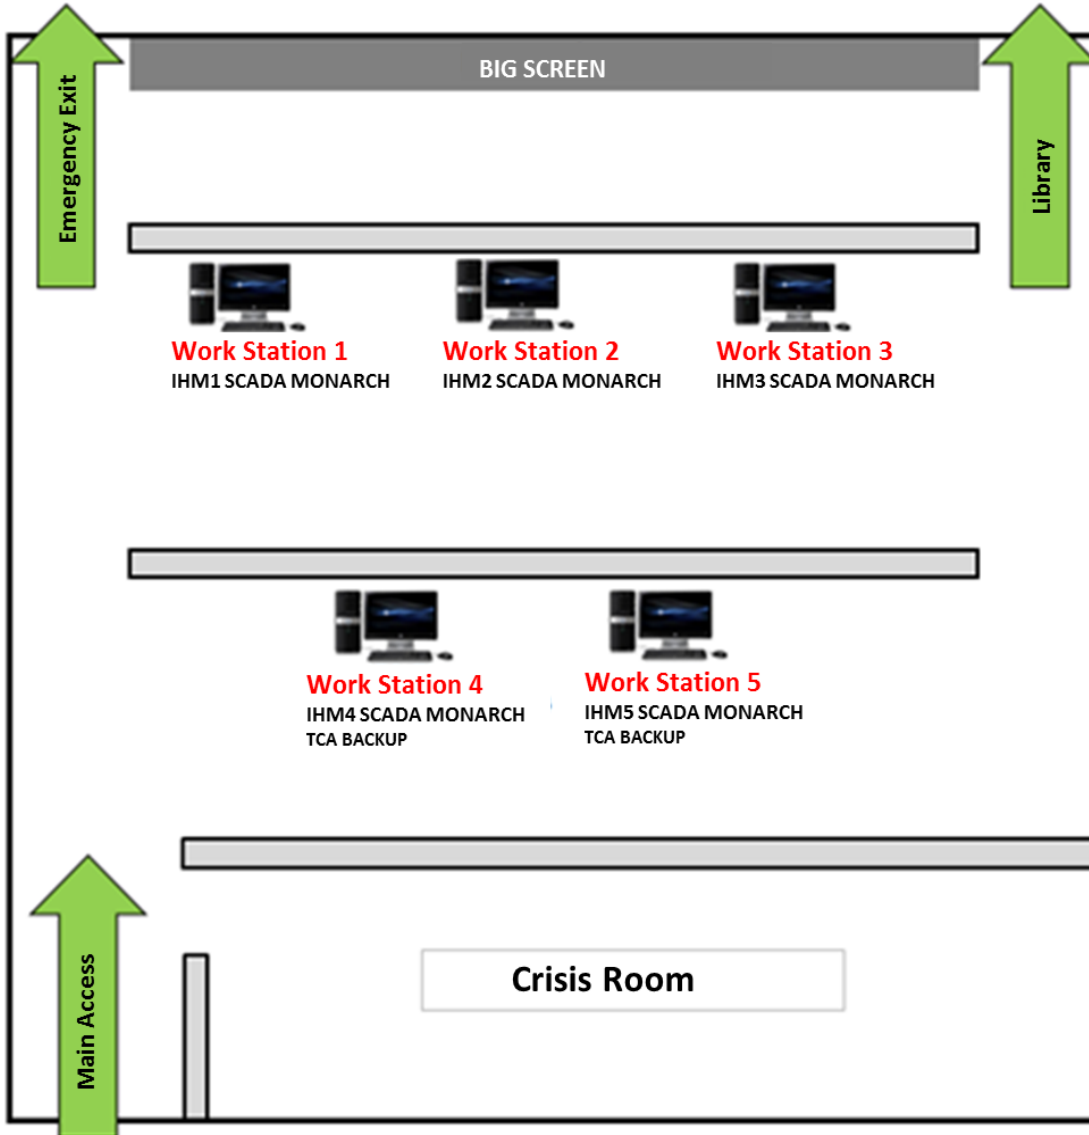 BIG SCREEN
Emergency Exit
Library
Work Station 1
IHM1 SCADA MONARCH
Work Station 2
IHM2 SCADA MONARCH
Work Station 3
IHM3 SCADA MONARCH
Work Station 4
IHM4 SCADA MONARCH
TCA BACKUP
Work Station 5
IHM5 SCADA MONARCH
TCA BACKUP
Main Access
Crisis Room